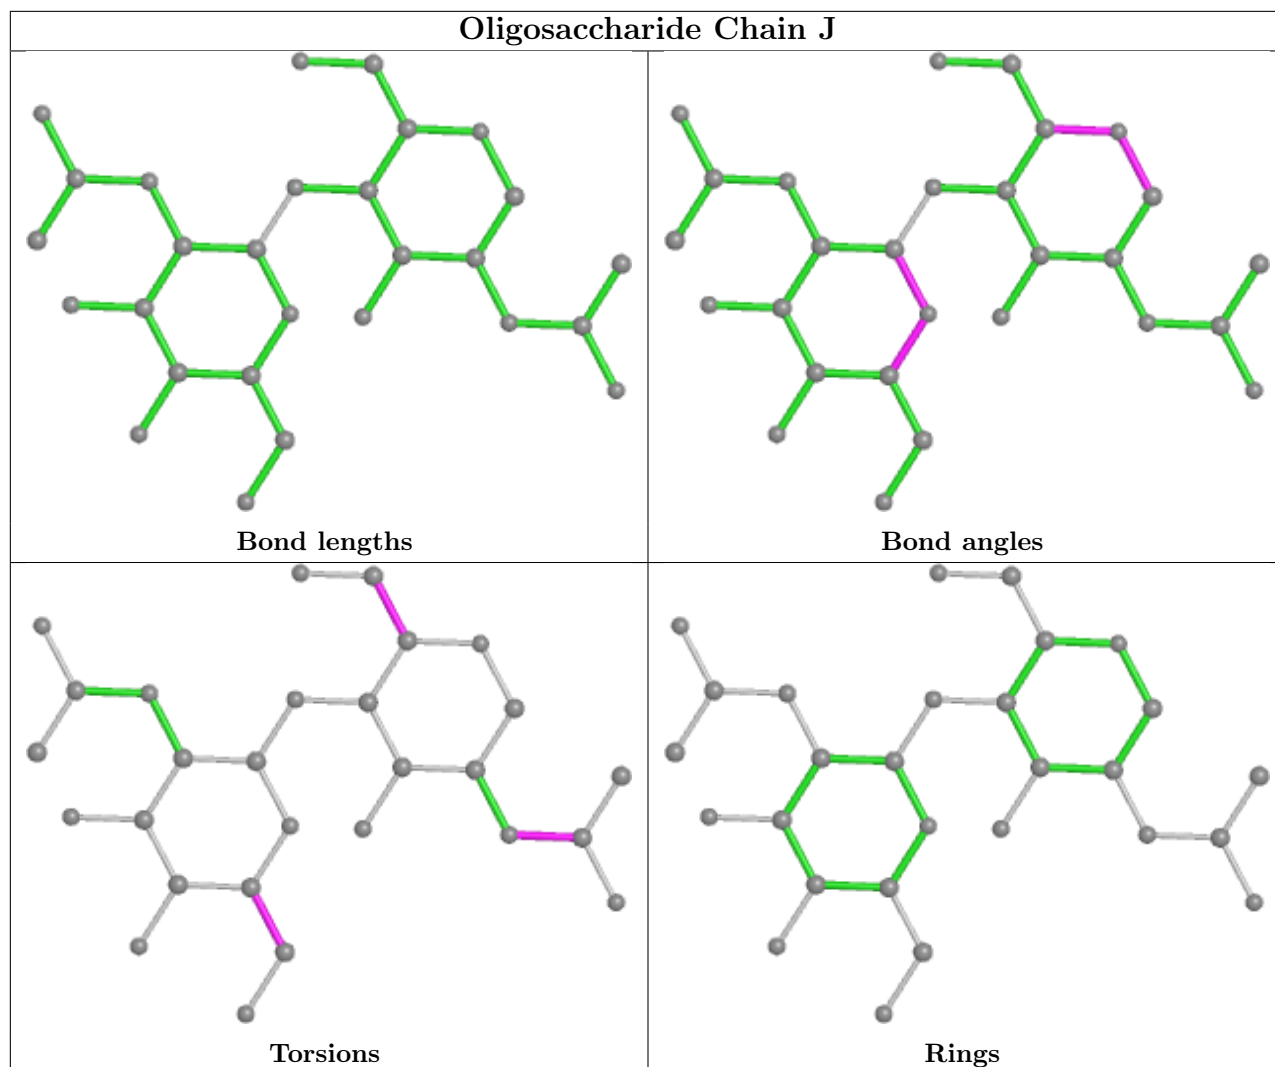 Oligosaccharide Chain J
Bond lengths
Bond angles
Torsions
Rings